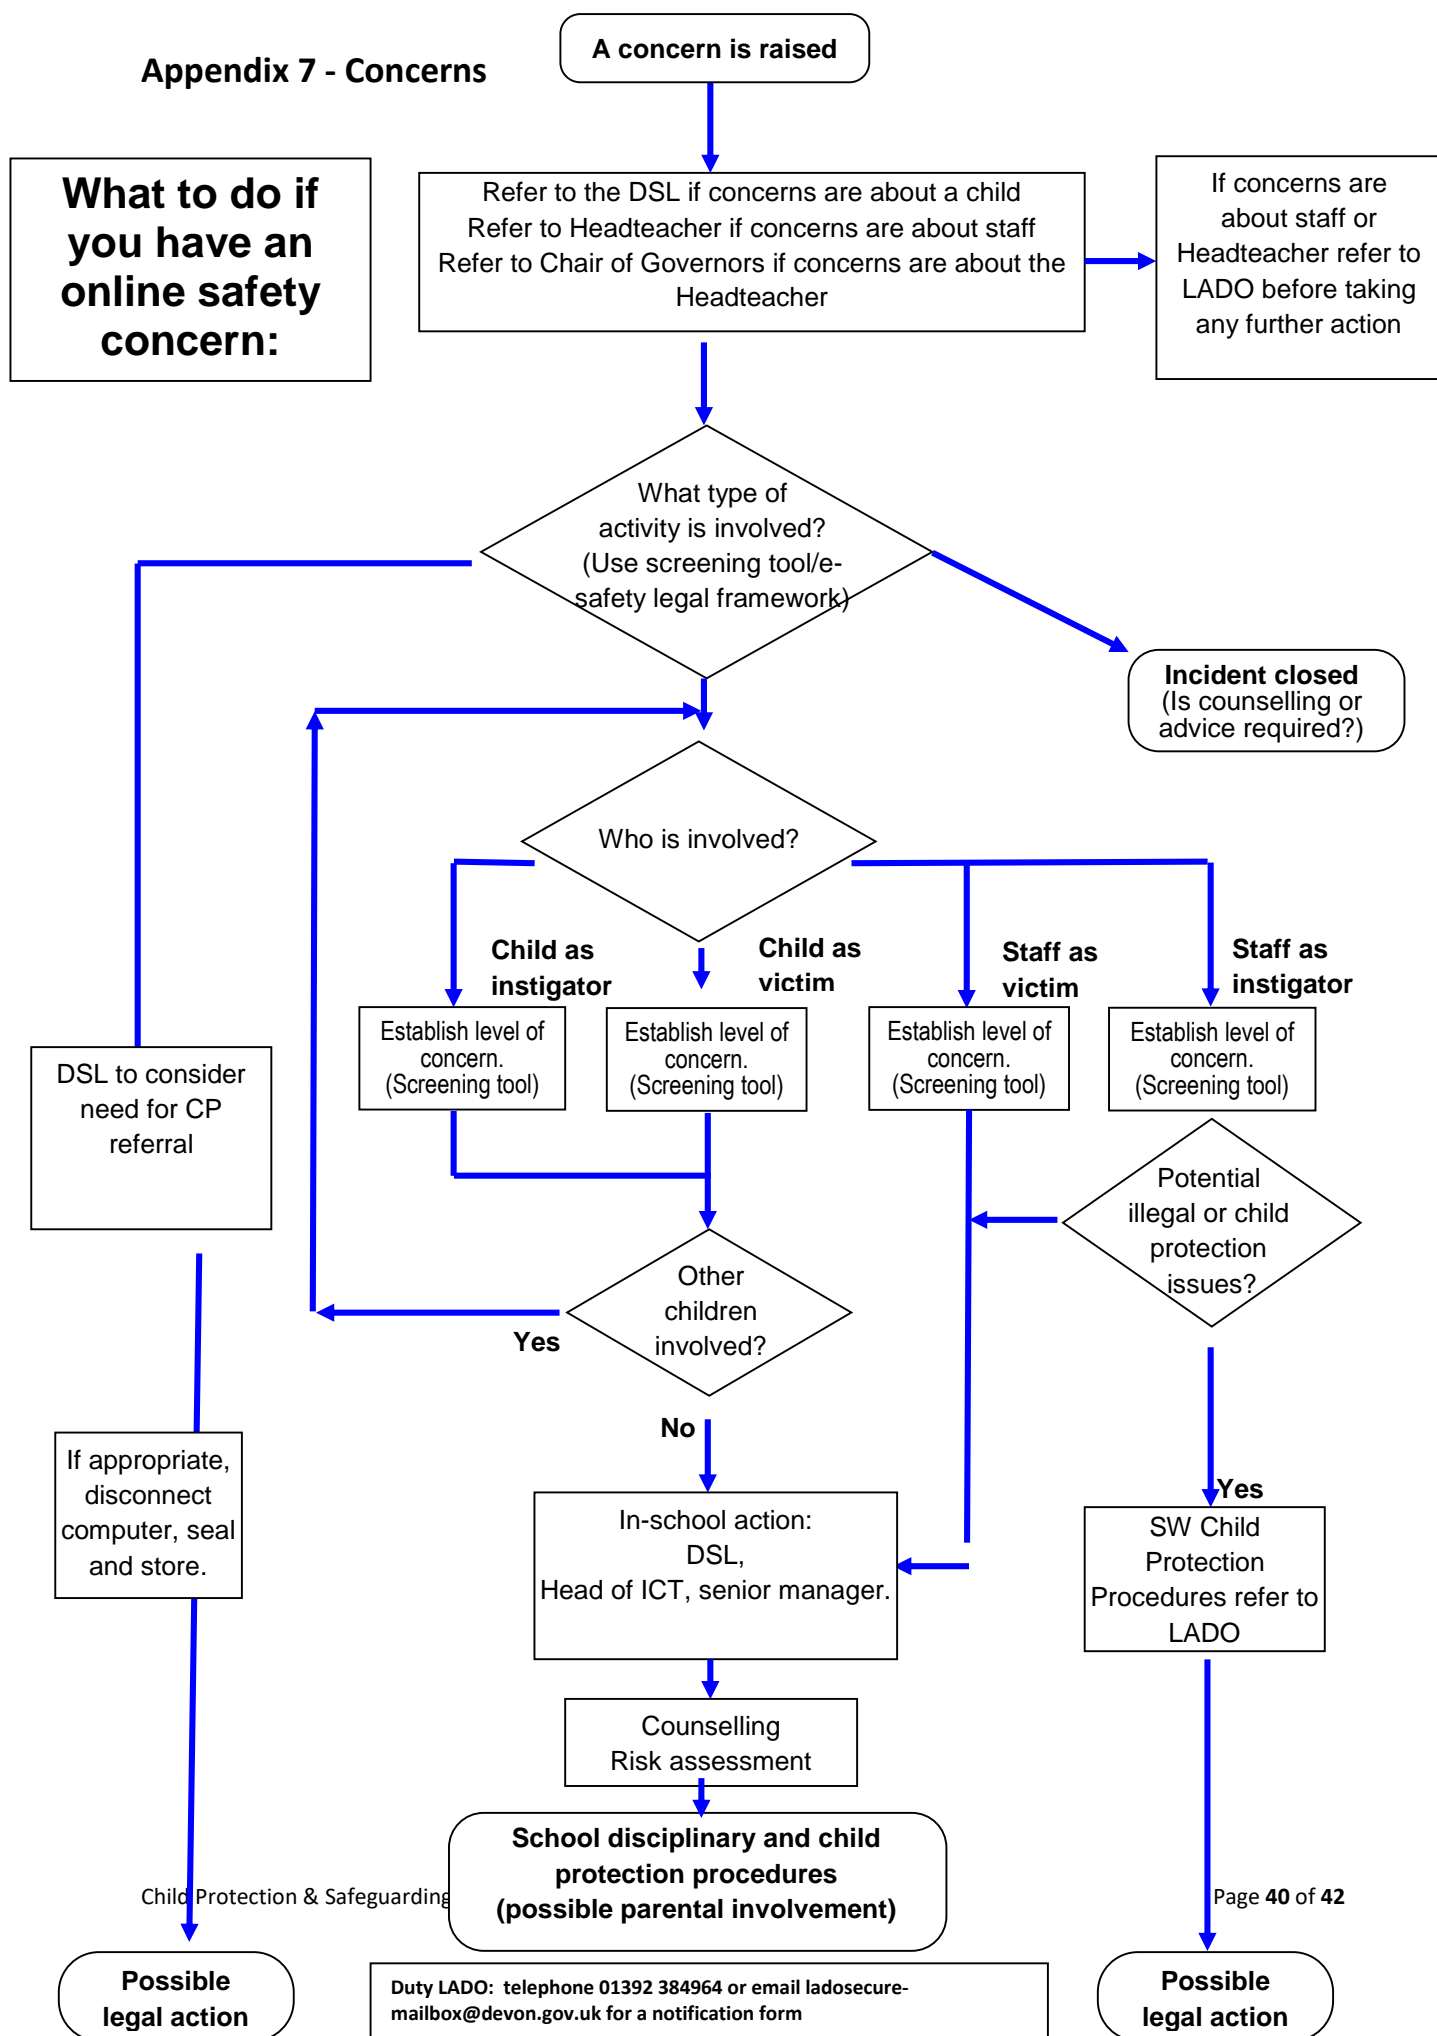 A concern is raised
Appendix 7 - Concerns
What to do if
you have an
online safety
concern:
Refer to the DSL if concerns are about a child
Refer to Headteacher if concerns are about staff
Refer to Chair of Governors if concerns are about the
Headteacher
If concerns are
about staff or
Headteacher refer to
LADO before taking
any further action
What type of
activity is involved?
(Use screening tool/e-
safety legal framework)
Incident closed
(Is counselling or
advice required?)
Who is involved?
Child as
instigator
Child as
victim
Staff as
victim
Staff as
instigator
Establish level of
concern.
(Screening tool)
Establish level of
concern.
(Screening tool)
Establish level of
concern.
(Screening tool)
Establish level of
concern.
(Screening tool)
DSL to consider
need for CP
referral
Potential
illegal or child
protection
issues?
Other
children
involved?
Yes
No
If appropriate,
disconnect
computer, seal
and store.
In-school action:
DSL,
Head of ICT, senior manager.
Yes
SW Child
Protection
Procedures refer to
LADO
Counselling
Risk assessment
School disciplinary and child
protection procedures
(possible parental involvement)
Child Protection & Safeguarding
Page 40 of 42
Possible
legal action
Duty LADO: telephone 01392 384964 or email ladosecure-
mailbox@devon.gov.uk for a notification form
Possible
legal action